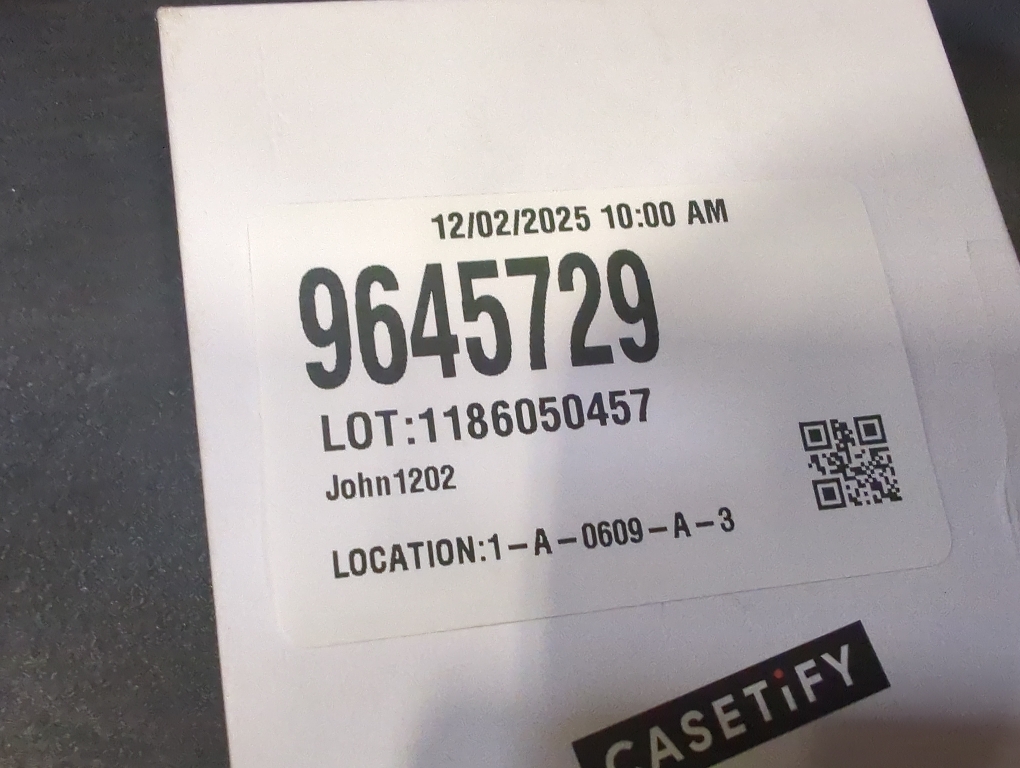 12/02/2025 10:00 AM
9645729
LOT:1186050457
John1202
LOCATION:1-A-0609-A-3
CASETiFY